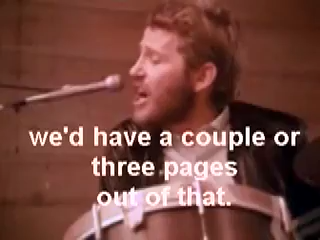 we'd have a couple or
three pages
out of that.